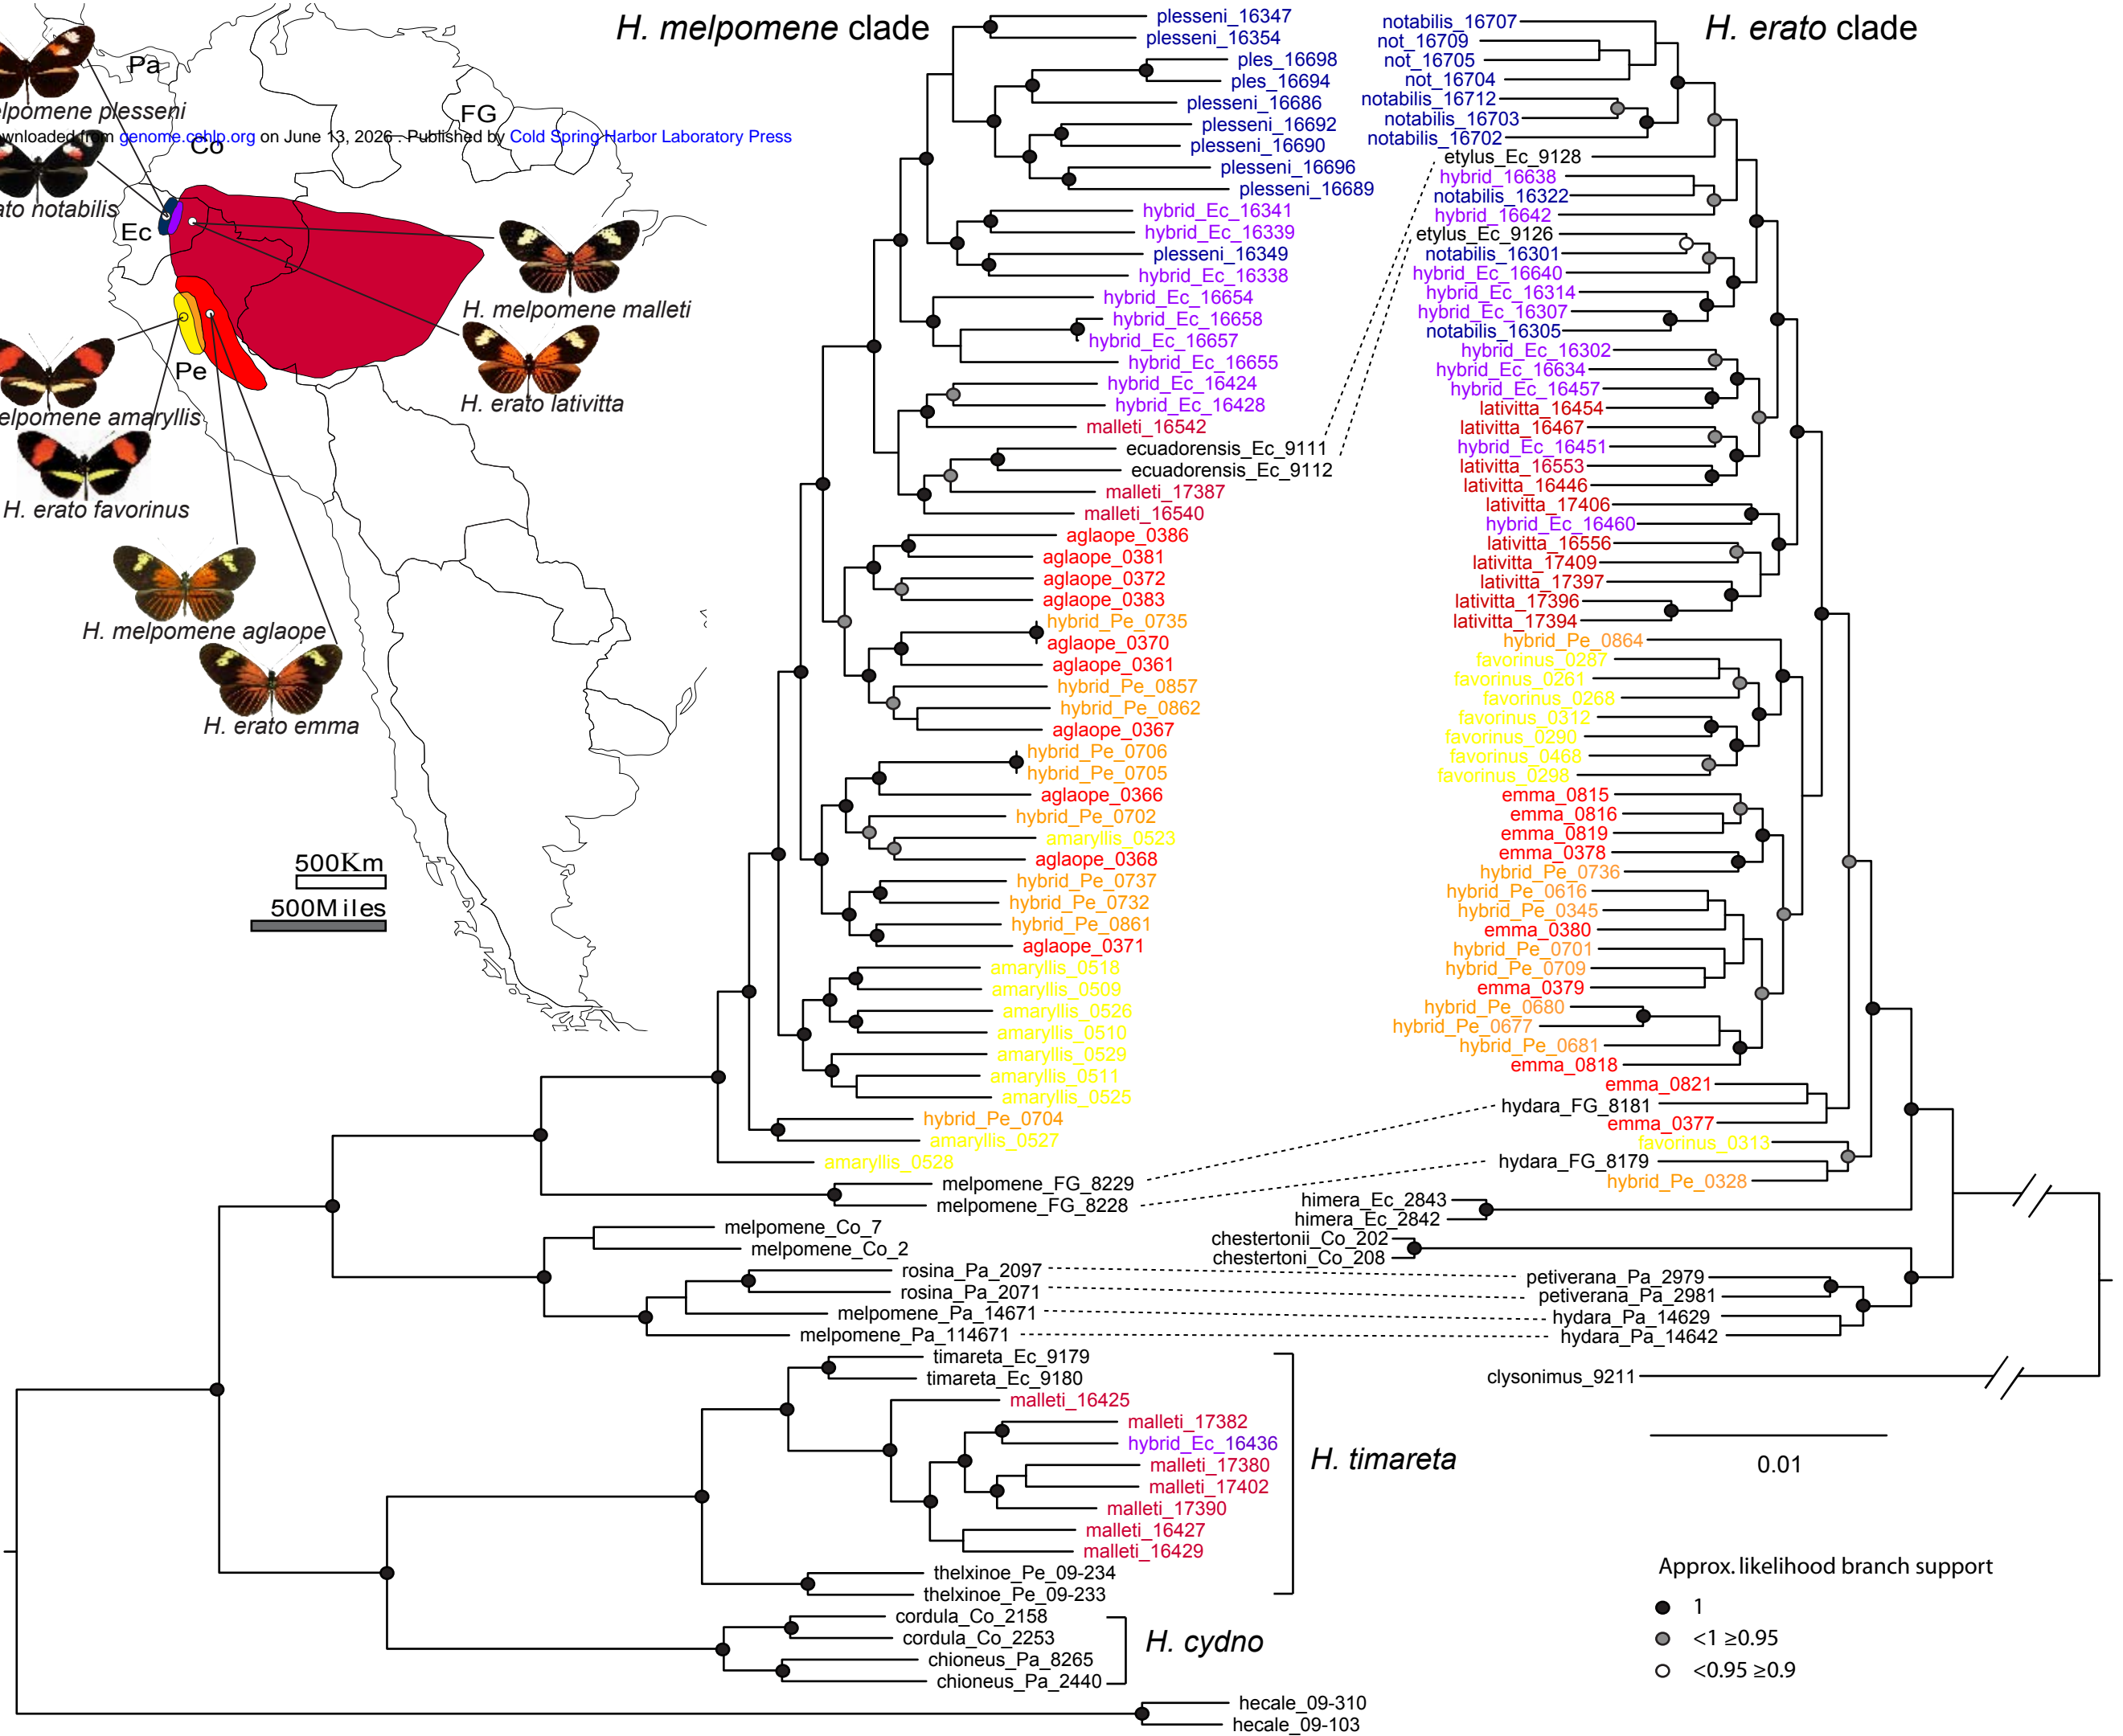 H. melpomene clade
H. erato clade
Pa
FG
Co
Ec
Pe
elpomene plesseni
wnloaded from genome.cshlp.org on June 13, 2026 . Published by Cold Spring Harbor Laboratory Press
ato notabilis
H. melpomene malleti
H. erato lativitta
elpomene amaryllis
H. erato favorinus
H. melpomene aglaope
H. erato emma
500Km
500Miles
plesseni_16347
plesseni_16354
ples_16698
ples_16694
plesseni_16686
plesseni_16692
plesseni_16690
plesseni_16696
plesseni_16689
hybrid_Ec_16341
hybrid_Ec_16339
plesseni_16349
hybrid_Ec_16338
hybrid_Ec_16654
hybrid_Ec_16658
hybrid_Ec_16657
hybrid_Ec_16655
hybrid_Ec_16424
hybrid_Ec_16428
malleti_16542
ecuadorensis_Ec_9111
ecuadorensis_Ec_9112
malleti_17387
malleti_16540
aglaope_0386
aglaope_0381
aglaope_0372
aglaope_0383
hybrid_Pe_0735
aglaope_0370
aglaope_0361
hybrid_Pe_0857
hybrid_Pe_0862
aglaope_0367
hybrid_Pe_0706
hybrid_Pe_0705
aglaope_0366
hybrid_Pe_0702
amaryllis_0523
aglaope_0368
hybrid_Pe_0737
hybrid_Pe_0732
hybrid_Pe_0861
aglaope_0371
amaryllis_0518
amaryllis_0509
amaryllis_0526
amaryllis_0510
amaryllis_0529
amaryllis_0511
amaryllis_0525
hybrid_Pe_0704
amaryllis_0527
amaryllis_0528
melpomene_FG_8229
melpomene_FG_8228
melpomene_Co_7
melpomene_Co_2
rosina_Pa_2097
rosina_Pa_2071
melpomene_Pa_14671
melpomene_Pa_114671
timareta_Ec_9179
timareta_Ec_9180
malleti_16425
malleti_17382
hybrid_Ec_16436
malleti_17380
malleti_17402
malleti_17390
malleti_16427
malleti_16429
thelxinoe_Pe_09-234
thelxinoe_Pe_09-233
H. timareta
cordula_Co_2158
cordula_Co_2253
chioneus_Pa_8265
chioneus_Pa_2440
H. cydno
hecale_09-310
hecale_09-103
notabilis_16707
not_16709
not_16705
not_16704
notabilis_16712
notabilis_16703
notabilis_16702
etylus_Ec_9128
hybrid_16638
notabilis_16322
hybrid_16642
etylus_Ec_9126
notabilis_16301
hybrid_Ec_16640
hybrid_Ec_16314
hybrid_Ec_16307
notabilis_16305
hybrid_Ec_16302
hybrid_Ec_16634
hybrid_Ec_16457
lativitta_16454
lativitta_16467
hybrid_Ec_16451
lativitta_16553
lativitta_16446
lativitta_17406
hybrid_Ec_16460
lativitta_16556
lativitta_17409
lativitta_17397
lativitta_17396
lativitta_17394
hybrid_Pe_0864
favorinus_0287
favorinus_0261
favorinus_0268
favorinus_0312
favorinus_0290
favorinus_0468
favorinus_0298
emma_0815
emma_0816
emma_0819
emma_0378
hybrid_Pe_0736
hybrid_Pe_0616
hybrid_Pe_0345
emma_0380
hybrid_Pe_0701
hybrid_Pe_0709
emma_0379
hybrid_Pe_0680
hybrid_Pe_0677
hybrid_Pe_0681
emma_0818
emma_0821
hydara_FG_8181
emma_0377
favorinus_0313
hydara_FG_8179
hybrid_Pe_0328
himera_Ec_2843
himera_Ec_2842
chestertonii_Co_202
chestertoni_Co_208
petiverana_Pa_2979
petiverana_Pa_2981
hydara_Pa_14629
hydara_Pa_14642
clysonimus_9211
0.01
Approx. likelihood branch support
1
<1 ≥0.95
<0.95 ≥0.9